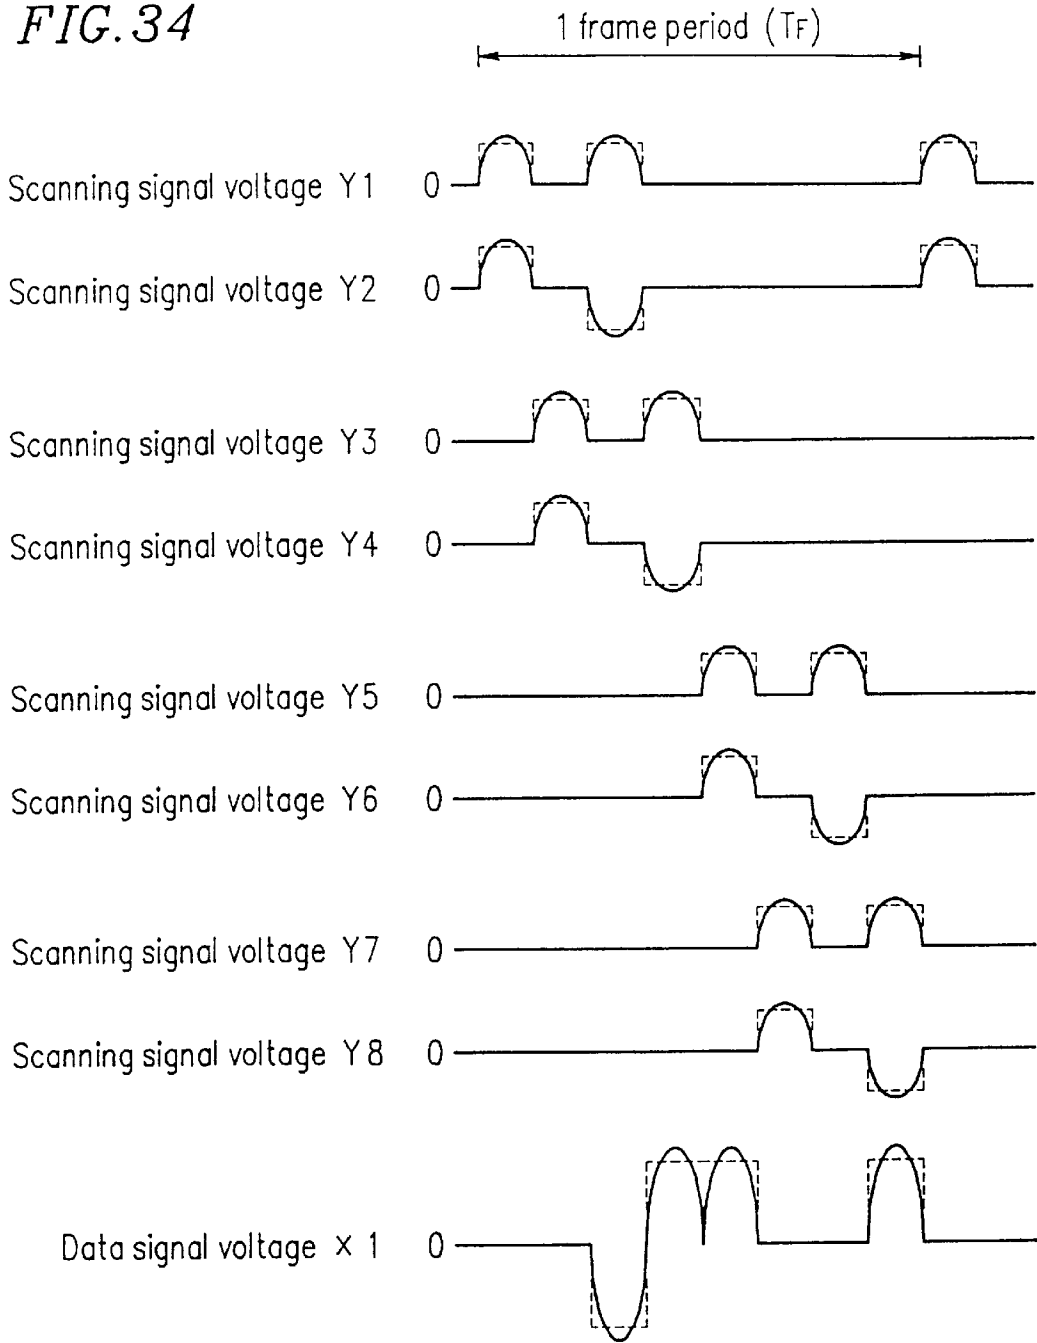 FIG.34
1 frame period (TF)
Scanning signal voltage Y1 0
Scanning signal voltage Y2 0
Scanning signal voltage Y3 0
Scanning signal voltage Y4 0
Scanning signal voltage Y5 0
Scanning signal voltage Y6 0
Scanning signal voltage Y7 0
Scanning signal voltage Y8 0
Data signal voltage x 1 0